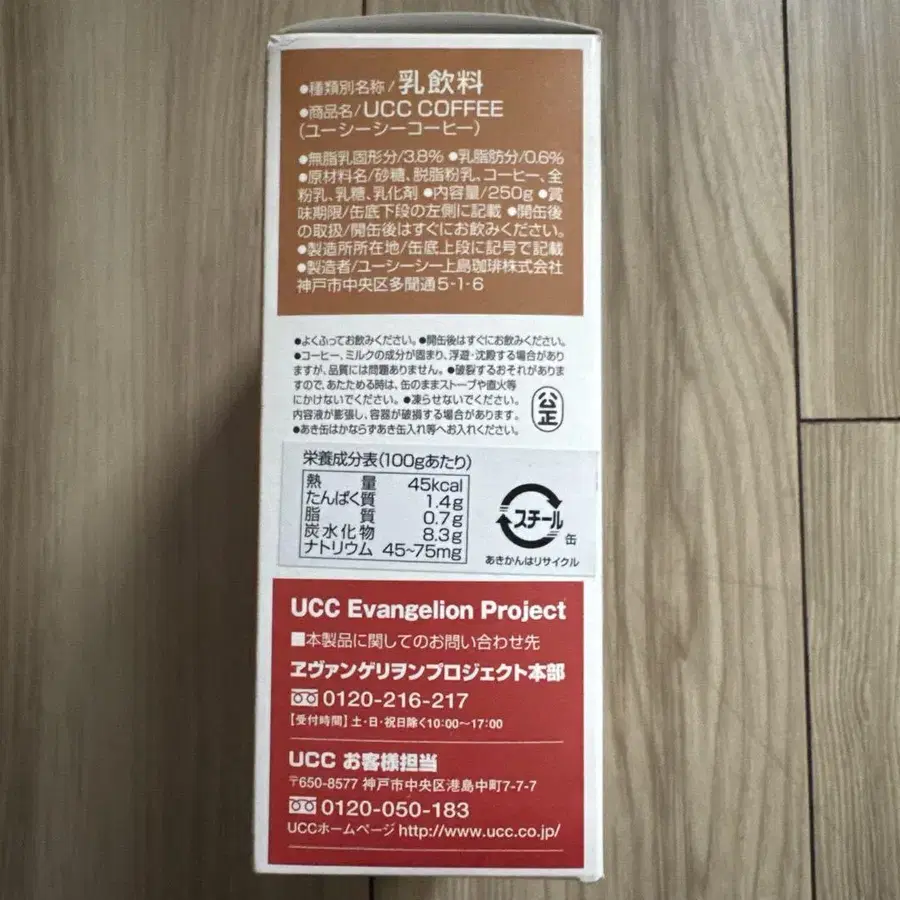 ●種類別名称/乳飲料
●商品名/UCC COFFEE
(ユーシーシーコーヒー)
●無脂乳固形分/3.8% ●乳脂肪分/0.6%
●原材料名/砂糖、脱脂粉乳、コーヒー、全
粉乳、乳糖、乳化剤 ●内容量/250g ●賞
味期限/缶底下段の左側に記載 ●開缶後
の取扱/開缶後はすぐにお飲みください。
●製造所所在地/缶底上段に記号で記載
●製造者/ユーシーシー上島珈琲株式会社
神戸市中央区多聞通5-1-6
●よくふってお飲みください。●開缶後はすぐにお飲みください。
●コーヒー、ミルクの成分が固まり、浮遊・沈殿する場合があり
ますが、品質には問題ありません。●破裂するおそれがありま
すので、あたためる時は、缶のままストーブや直火等
にかけないでください。●凍らせないでください。
内容液が膨張し、容器が破損する場合があります。
●あき缶はかならずあき缶入れ等へお入れください。
公正
栄養成分表(100gあたり)
熱量 45kcal
たんぱく質 1.4g
脂質 0.7g
炭水化物 8.3g
ナトリウム 45~75mg
スチール
缶
あきかんはリサイクル
UCC Evangelion Project
■本製品に関してのお問い合わせ先
ヱヴァンゲリヲンプロジェクト本部
0120-216-217
【受付時間】土・日・祝日除く10:00〜17:00
UCC お客様担当
〒650-8577 神戸市中央区港島中町7-7-7
0120-050-183
UCCホームページ http://www.ucc.co.jp/